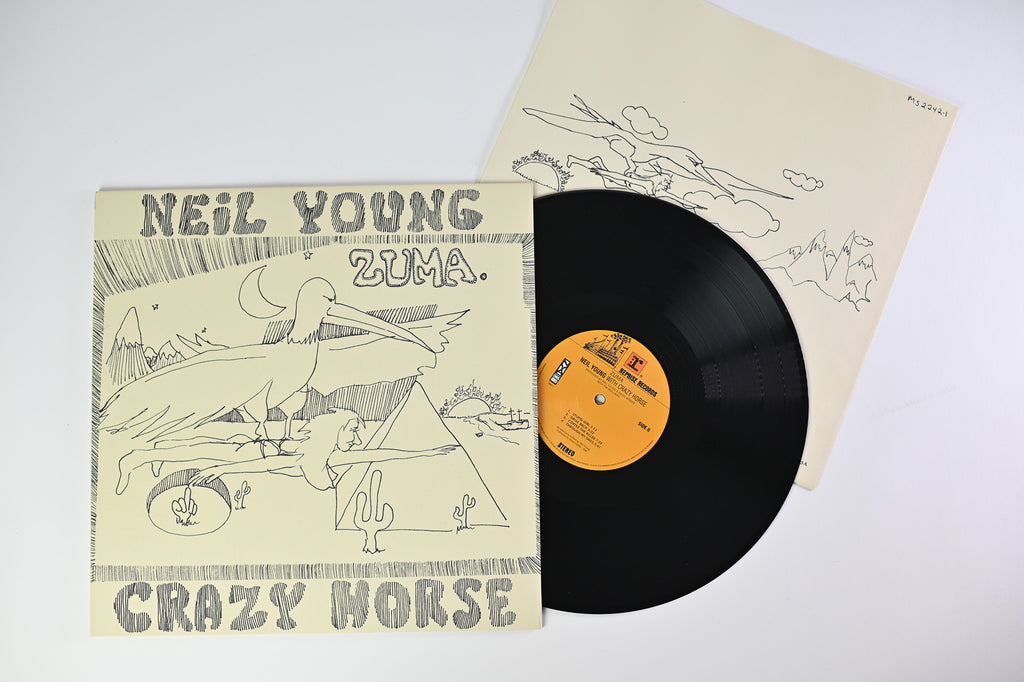 NEIL YOUNG
ZUMA.
CRAZY HORSE
MS 2242-1
REPRISE RECORDS
ZUMA
NEIL YOUNG WITH CRAZY HORSE
SIDE B
STEREO